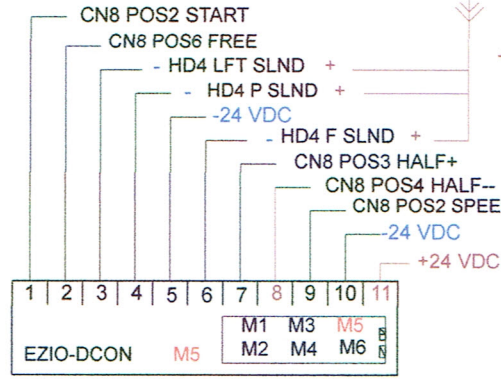 CN8 POS2 START
CN8 POS6 FREE
- HD4 LFT SLND +
- HD4 P SLND +
-24 VDC
- HD4 F SLND +
CN8 POS3 HALF+
CN8 POS4 HALF--
CN8 POS2 SPEE
-24 VDC
+24 VDC
1 2 3 4 5 6 7 8 9 10 11
M1 M3 M5
EZIO-DCON M5 M2 M4 M6